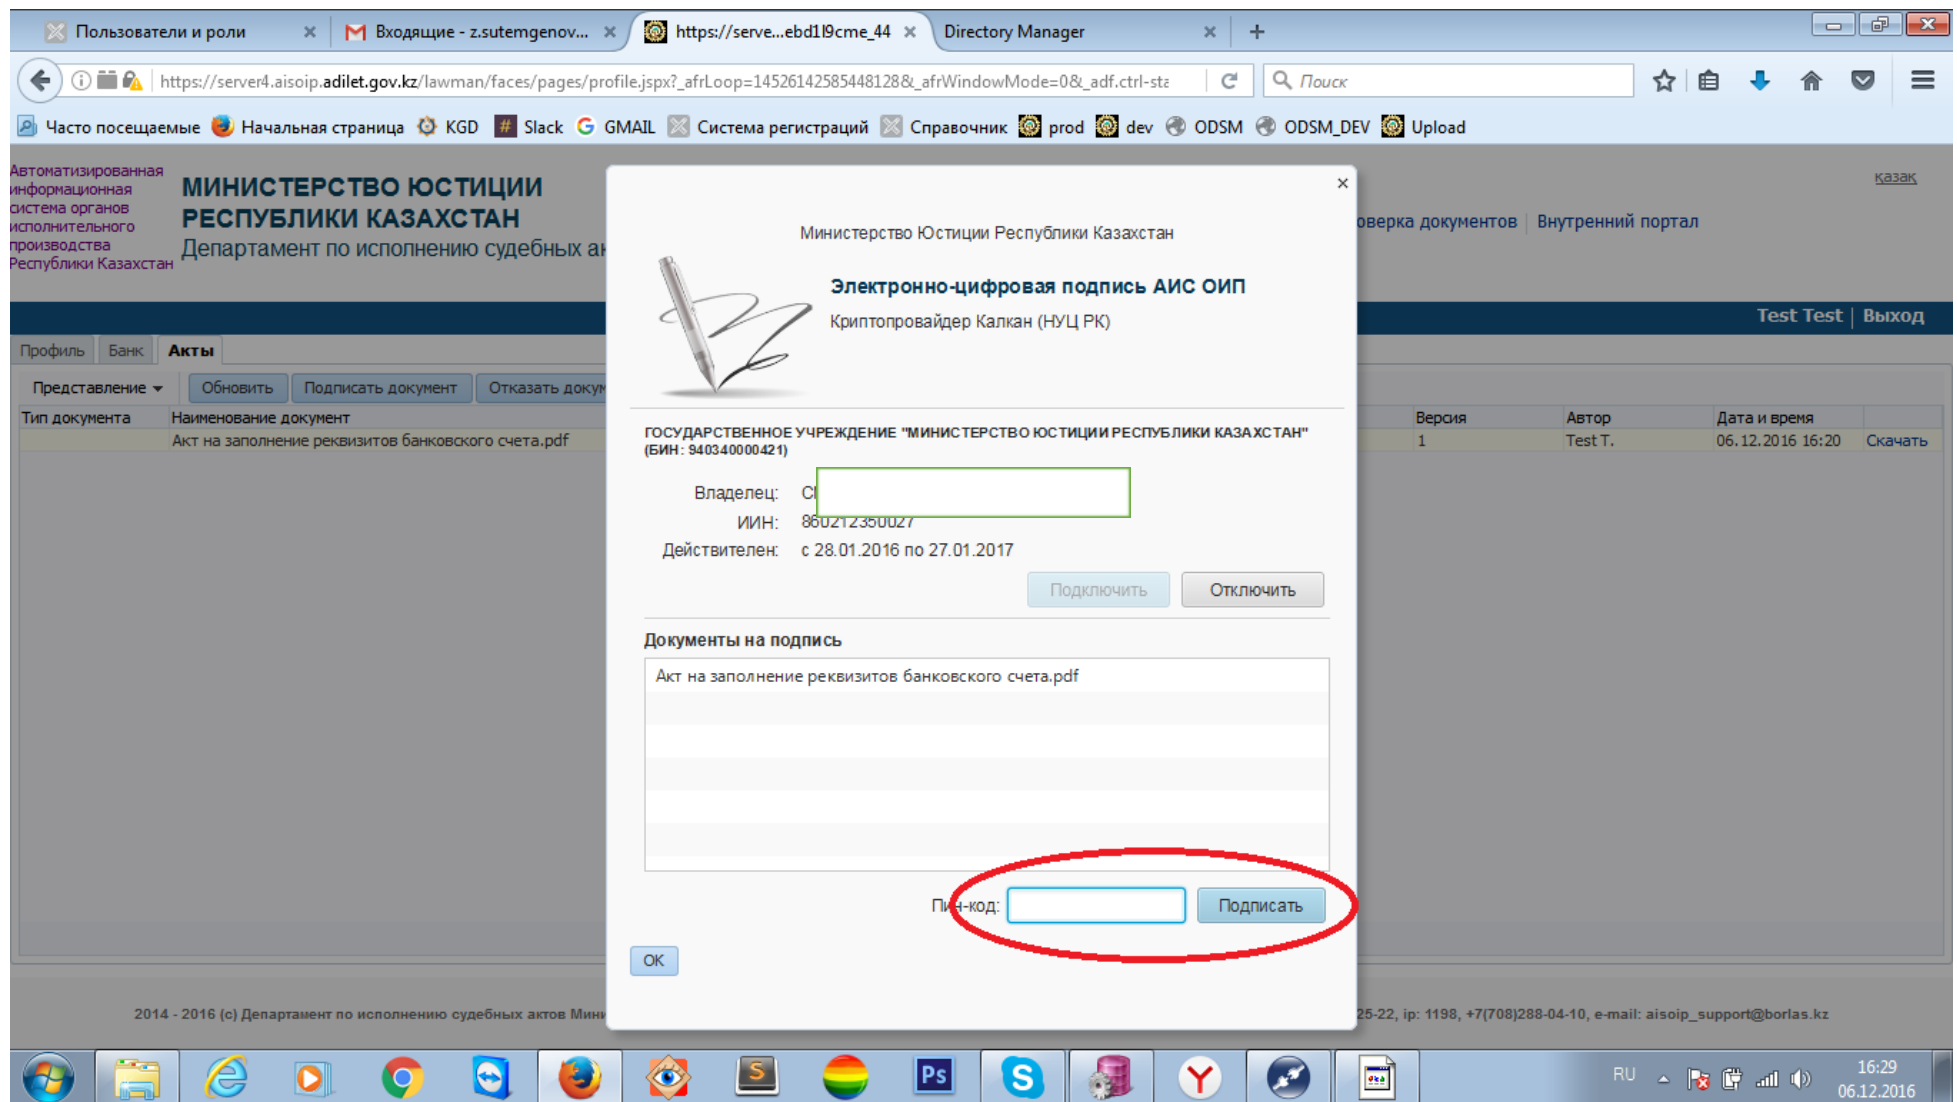 Пользователи и роли
Входящие - z.sutemgenov...
https://serve...ebd1l9cme_44
Directory Manager
https://server4.aisoip.adilet.gov.kz/lawman/faces/pages/profile.jspx?_afrLoop=14526142585448128&_afrWindowMode=0&_adf.ctrl-sta
Поиск
Часто посещаемые Начальная страница KGD Slack GMAIL Система регистраций Справочник prod dev ODSM ODSM_DEV Upload
Автоматизированная
информационная
система органов
исполнительного
производства
Республики Казахстан
МИНИСТЕРСТВО ЮСТИЦИИ
РЕСПУБЛИКИ КАЗАХСТАН
Департамент по исполнению судебных а
қазақ
оверка документов | Внутренний портал
Test Test | Выход
Профиль Банк Акты
Представление Обновить Подписать документ Отказать докум
Тип документа Наименование документ Версия Автор Дата и время
Акт на заполнение реквизитов банковского счета.pdf 1 Test T. 06.12.2016 16:20 Скачать
Министерство Юстиции Республики Казахстан
Электронно-цифровая подпись АИС ОИП
Криптопровайдер Калкан (НУЦ РК)
ГОСУДАРСТВЕННОЕ УЧРЕЖДЕНИЕ "МИНИСТЕРСТВО ЮСТИЦИИ РЕСПУБЛИКИ КАЗАХСТАН"
(БИН: 940340000421)
Владелец:
ИИН: 860212350027
Действителен: с 28.01.2016 по 27.01.2017
Подключить Отключить
Документы на подпись
Акт на заполнение реквизитов банковского счета.pdf
Пин-код: Подписать
OK
2014 - 2016 (c) Департамент по исполнению судебных актов Мини
25-22, ip: 1198, +7(708)288-04-10, e-mail: aisoip_support@borlas.kz
RU
16:29
06.12.2016